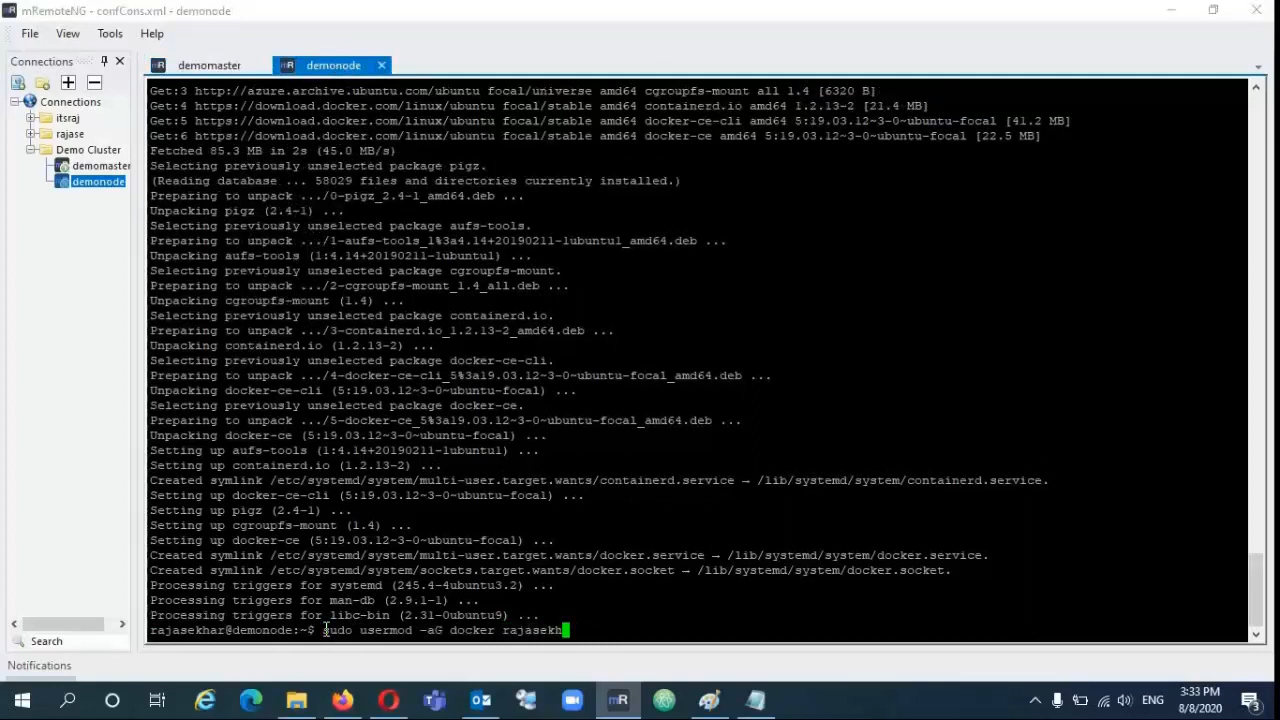 mRemoteNG - confCons.xml - demonode
File View Tools Help
Connections
demomaster
demonode
Connections
itsraj
rajase
Demo Cluster
demomaster
demonode
Search
Get:3 http://azure.archive.ubuntu.com/ubuntu focal/universe amd64 cgroupfs-mount all 1.4 [6320 B]
Get:4 https://download.docker.com/linux/ubuntu focal/stable amd64 containerd.io amd64 1.2.13-2 [21.4 MB]
Get:5 https://download.docker.com/linux/ubuntu focal/stable amd64 docker-ce-cli amd64 5:19.03.12~3-0~ubuntu-focal [41.2 MB]
Get:6 https://download.docker.com/linux/ubuntu focal/stable amd64 docker-ce amd64 5:19.03.12~3-0~ubuntu-focal [22.5 MB]
Fetched 85.3 MB in 2s (45.0 MB/s)
Selecting previously unselected package pigz.
(Reading database ... 58029 files and directories currently installed.)
Preparing to unpack .../0-pigz_2.4-1_amd64.deb ...
Unpacking pigz (2.4-1) ...
Selecting previously unselected package aufs-tools.
Preparing to unpack .../1-aufs-tools_1%3a4.14+20190211-1ubuntu1_amd64.deb ...
Unpacking aufs-tools (1:4.14+20190211-1ubuntu1) ...
Selecting previously unselected package cgroupfs-mount.
Preparing to unpack .../2-cgroupfs-mount_1.4_all.deb ...
Unpacking cgroupfs-mount (1.4) ...
Selecting previously unselected package containerd.io.
Preparing to unpack .../3-containerd.io_1.2.13-2_amd64.deb ...
Unpacking containerd.io (1.2.13-2) ...
Selecting previously unselected package docker-ce-cli.
Preparing to unpack .../4-docker-ce-cli_5%3a19.03.12~3-0~ubuntu-focal_amd64.deb ...
Unpacking docker-ce-cli (5:19.03.12~3-0~ubuntu-focal) ...
Selecting previously unselected package docker-ce.
Preparing to unpack .../5-docker-ce_5%3a19.03.12~3-0~ubuntu-focal_amd64.deb ...
Unpacking docker-ce (5:19.03.12~3-0~ubuntu-focal) ...
Setting up aufs-tools (1:4.14+20190211-1ubuntu1) ...
Setting up containerd.io (1.2.13-2) ...
Created symlink /etc/systemd/system/multi-user.target.wants/containerd.service → /lib/systemd/system/containerd.service.
Setting up docker-ce-cli (5:19.03.12~3-0~ubuntu-focal) ...
Setting up pigz (2.4-1) ...
Setting up cgroupfs-mount (1.4) ...
Setting up docker-ce (5:19.03.12~3-0~ubuntu-focal) ...
Created symlink /etc/systemd/system/multi-user.target.wants/docker.service → /lib/systemd/system/docker.service.
Created symlink /etc/systemd/system/sockets.target.wants/docker.socket → /lib/systemd/system/docker.socket.
Processing triggers for systemd (245.4-4ubuntu3.2) ...
Processing triggers for man-db (2.9.1-1) ...
Processing triggers for libc-bin (2.31-0ubuntu9) ...
rajasekhar@demonode:~$ sudo usermod -aG docker rajasekh
Notifications
ENG
3:33 PM
8/8/2020
3